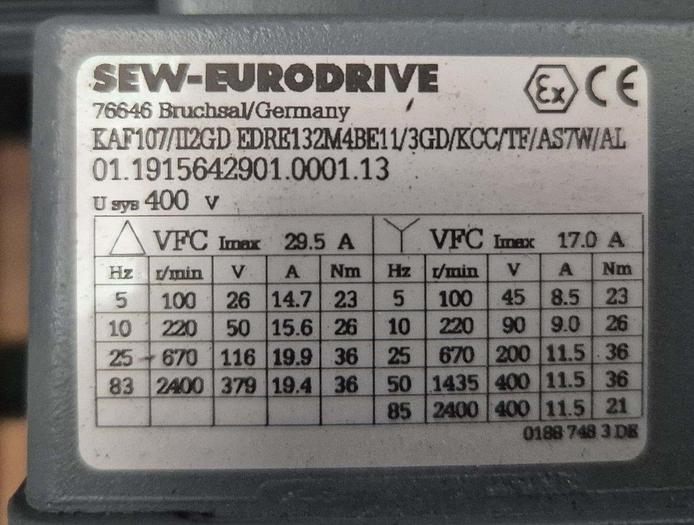 SEW-EURODRIVE Ex CE
76646 Bruchsal/Germany
KAF107/II2GD EDRE132M4BE11/3GD/KCC/TF/AS7W/AL
01.1915642901.0001.13
U sys 400 V
△ VFC Imax 29.5 A Y VFC Imax 17.0 A
Hz r/min V A Nm Hz r/min V A Nm
5 100 26 14.7 23 5 100 45 8.5 23
10 220 50 15.6 26 10 220 90 9.0 26
25 670 116 19.9 36 25 670 200 11.5 36
83 2400 379 19.4 36 50 1435 400 11.5 36
85 2400 400 11.5 21
0188 748 3 DE